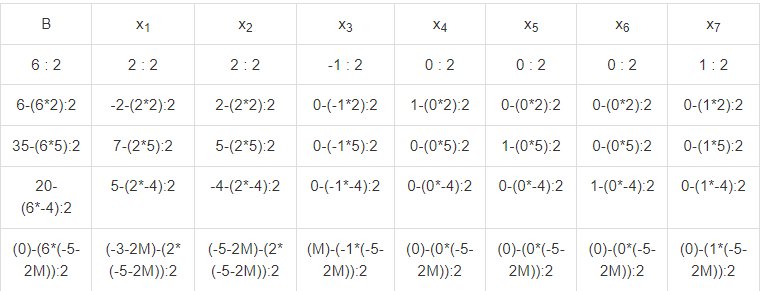 B x₁ x₂ x₃ x₄ x₅ x₆ x₇
6 : 2 2 : 2 2 : 2 -1 : 2 0 : 2 0 : 2 0 : 2 1 : 2
6-(6*2):2 -2-(2*2):2 2-(2*2):2 0-(-1*2):2 1-(0*2):2 0-(0*2):2 0-(0*2):2 0-(1*2):2
35-(6*5):2 7-(2*5):2 5-(2*5):2 0-(-1*5):2 0-(0*5):2 1-(0*5):2 0-(0*5):2 0-(1*5):2
20-(6*-4):2 5-(2*-4):2 -4-(2*-4):2 0-(-1*-4):2 0-(0*-4):2 0-(0*-4):2 1-(0*-4):2 0-(1*-4):2
(0)-(6*(-5-2M)):2 (-3-2M)-(2*(-5-2M)):2 (-5-2M)-(2*(-5-2M)):2 (M)-(-1*(-5-2M)):2 (0)-(0*(-5-2M)):2 (0)-(0*(-5-2M)):2 (0)-(0*(-5-2M)):2 (0)-(1*(-5-2M)):2